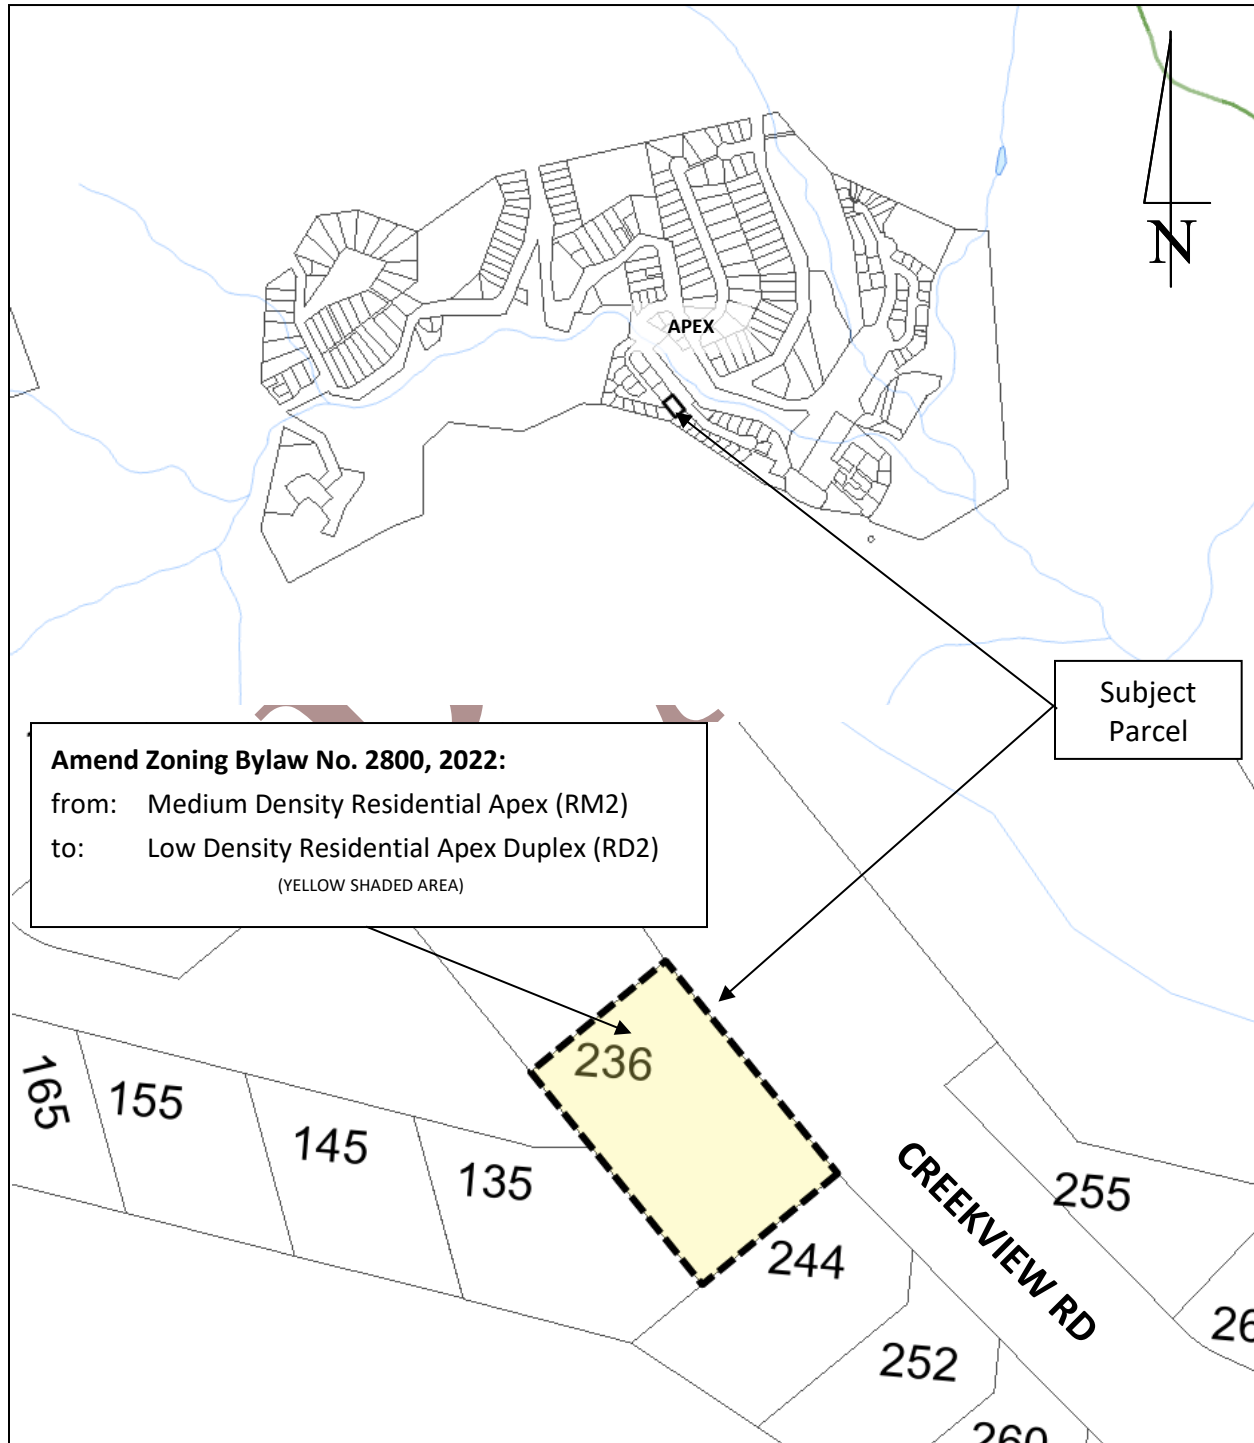 N
APEX
Subject
Parcel
Amend Zoning Bylaw No. 2800, 2022:
from: Medium Density Residential Apex (RM2)
to: Low Density Residential Apex Duplex (RD2)
(YELLOW SHADED AREA)
236
165
155
145
135
CREEKVIEW RD
255
244
252
260